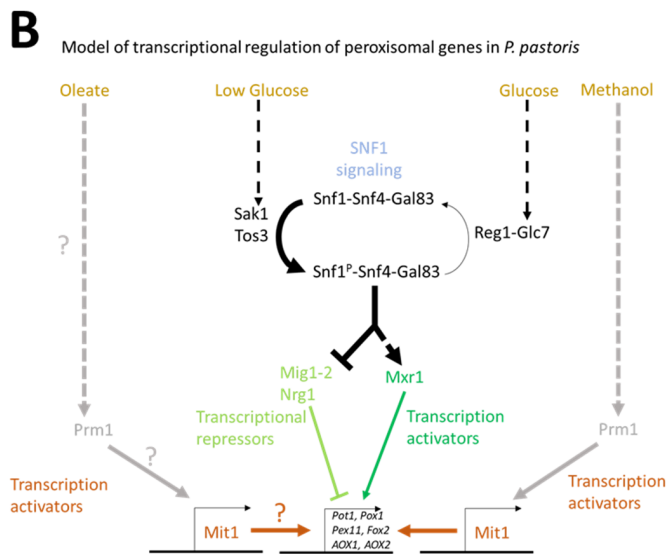 B
Model of transcriptional regulation of peroxisomal genes in P. pastoris
Oleate
Low Glucose
Glucose
Methanol
SNF1
signaling
Snf1-Snf4-Gal83
Sak1
Tos3
Reg1-Glc7
?
Snf1ᴾ-Snf4-Gal83
Mig1-2
Nrg1
Mxr1
Transcriptional
repressors
Transcription
activators
Prm1
Prm1
?
Transcription
activators
Transcription
activators
Mit1
?
Pot1, Pox1
Pex11, Fox2
AOX1, AOX2
Mit1